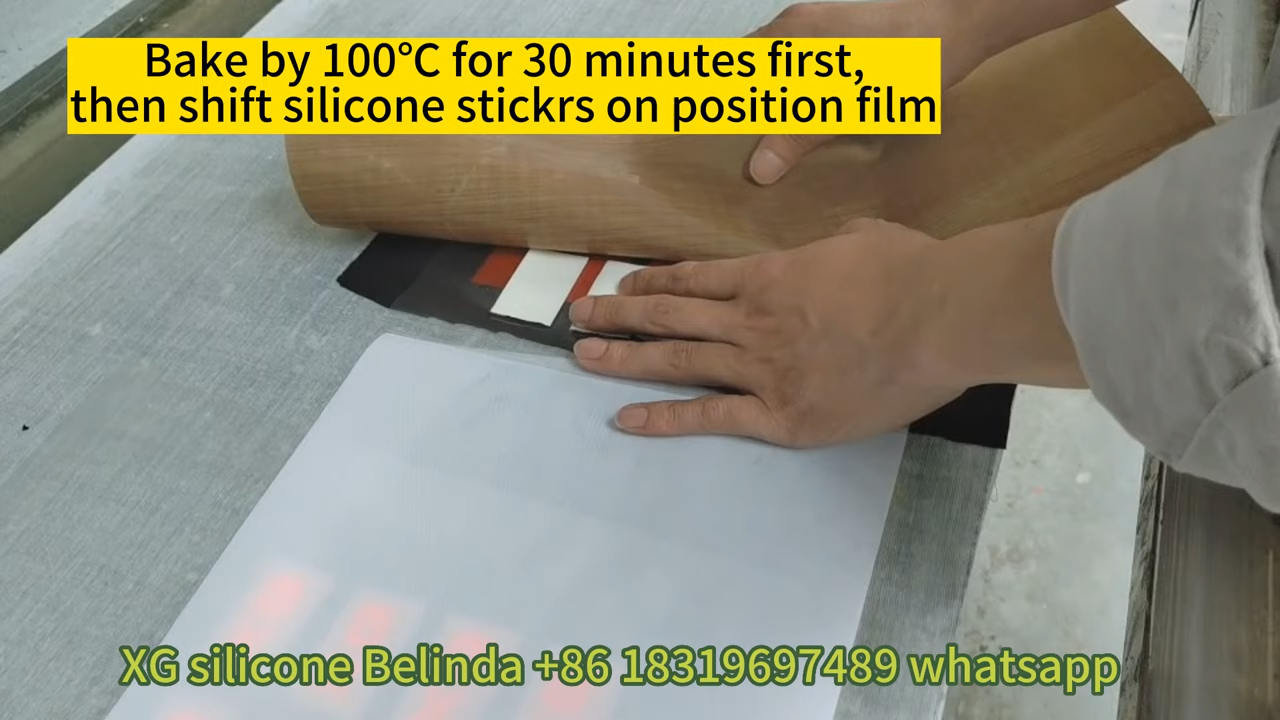 Bake by 100°C for 30 minutes first,
then shift silicone stickrs on position film
XG silicone Belinda +86 18319697489 whatsapp